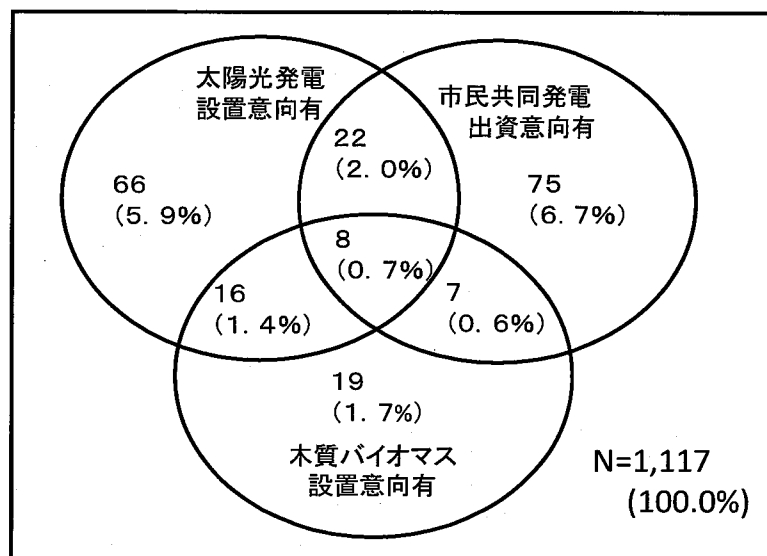 太陽光発電
設置意向有
市民共同発電
出資意向有
22
(2. 0%)
66
(5. 9%)
75
(6. 7%)
8
(0. 7%)
16
(1. 4%)
7
(0. 6%)
19
(1. 7%)
木質バイオマス
設置意向有
N=1,117
(100.0%)